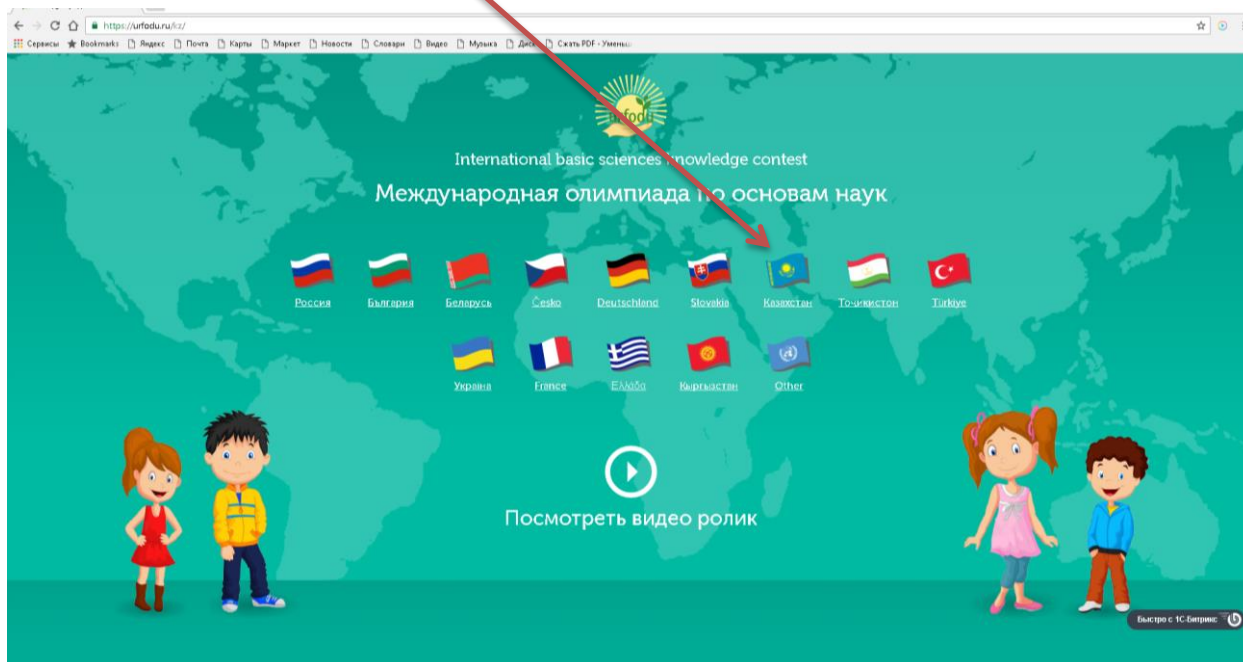 https://urfodu.ru/kz/
Сервисы Bookmarks Яндекс Почта Карты Маркет Новости Словари Видео Музыка Диск Сжать PDF - Уменьш
urfodu
International basic sciences knowledge contest
Международная олимпиада по основам наук
Россия България Беларусь Česko Deutschland Slovakia Казахстан Тоҷикистон Türkiye
Україна France Ελλάδα Кыргызстан Other
Посмотреть видео ролик
Быстро с 1С-Битрикс